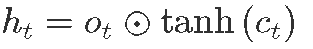 h_t = o_t ⊙ tanh (c_t)